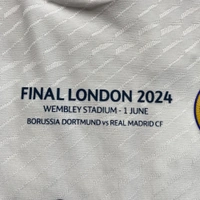 FINAL LONDON 2024
WEMBLEY STADIUM - 1 JUNE
BORUSSIA DORTMUND vs REAL MADRID CF